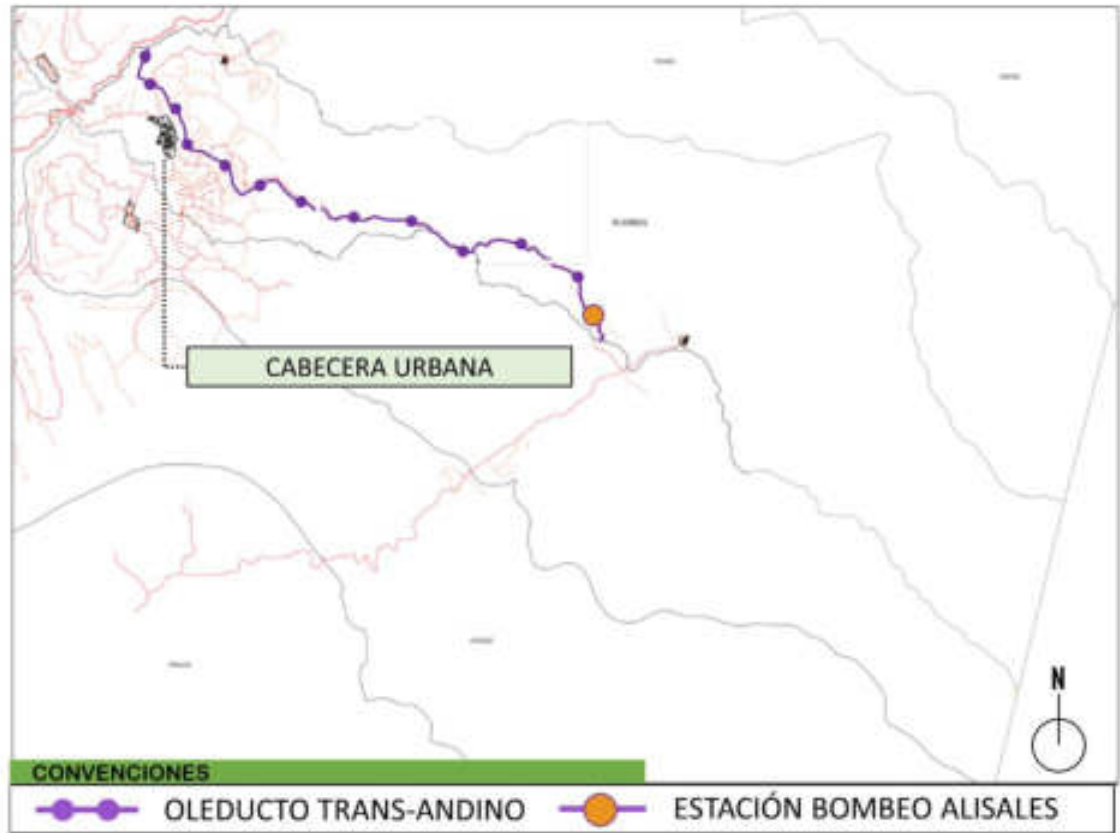 CABECERA URBANA
N
CONVENCIONES
OLEDUCTO TRANS-ANDINO
ESTACIÓN BOMBEO ALISALES